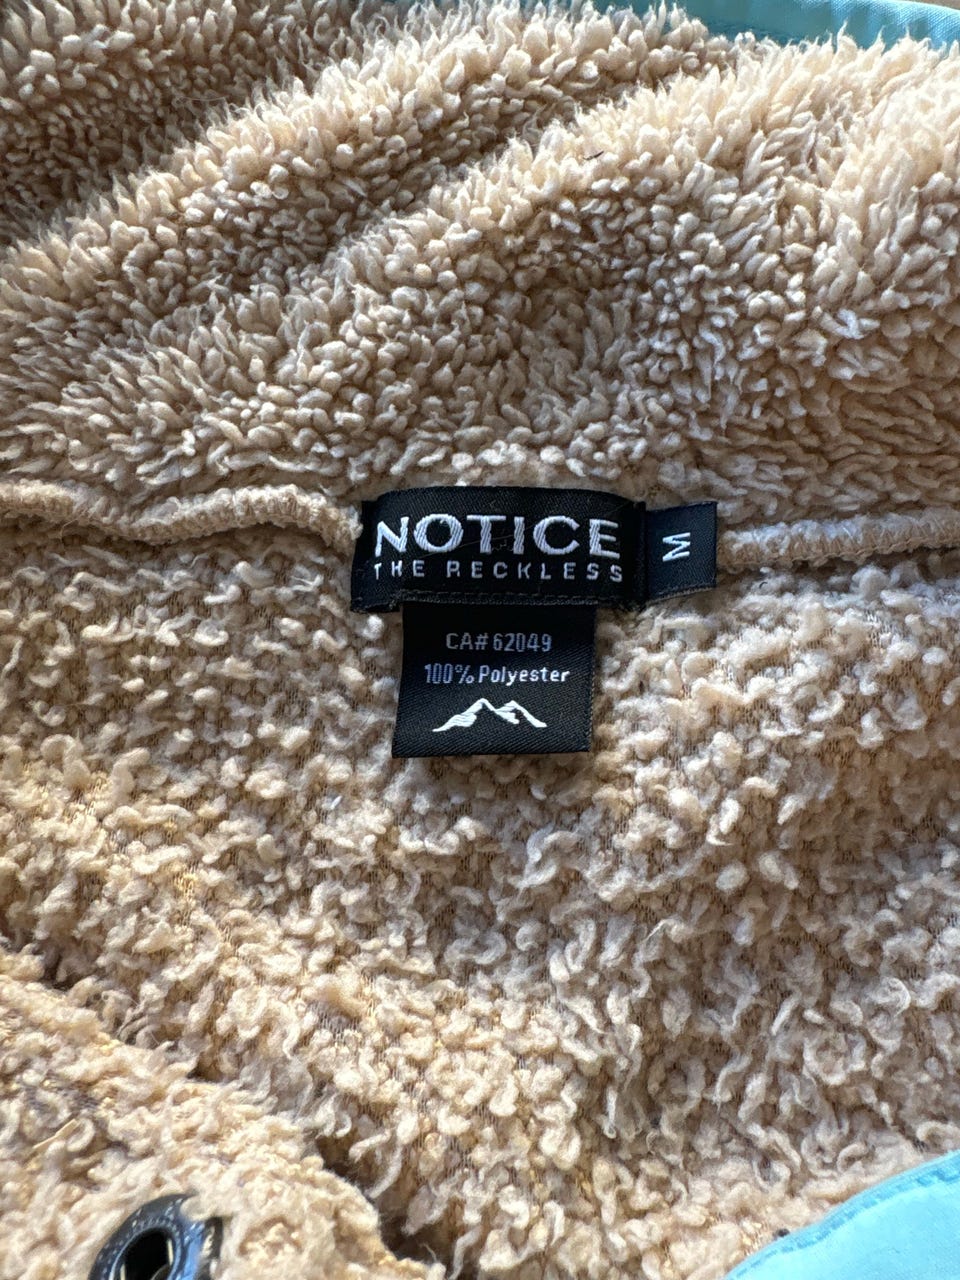 NOTICE
THE RECKLESS
M
CA# 62049
100% Polyester